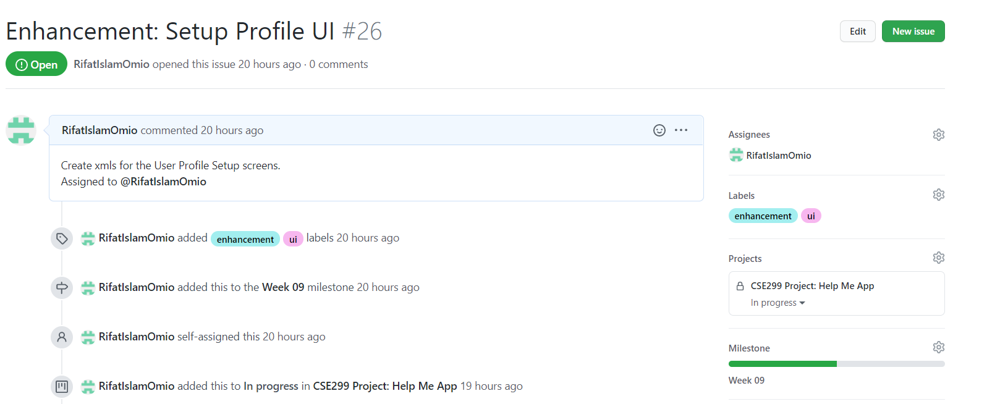 Enhancement: Setup Profile UI #26
Edit
New issue
Open
RifatIslamOmio opened this issue 20 hours ago · 0 comments
RifatIslamOmio commented 20 hours ago
Create xmls for the User Profile Setup screens.
Assigned to @RifatIslamOmio
RifatIslamOmio added enhancement ui labels 20 hours ago
RifatIslamOmio added this to the Week 09 milestone 20 hours ago
RifatIslamOmio self-assigned this 20 hours ago
RifatIslamOmio added this to In progress in CSE299 Project: Help Me App 19 hours ago
Assignees
RifatIslamOmio
Labels
enhancement ui
Projects
CSE299 Project: Help Me App
In progress
Milestone
Week 09